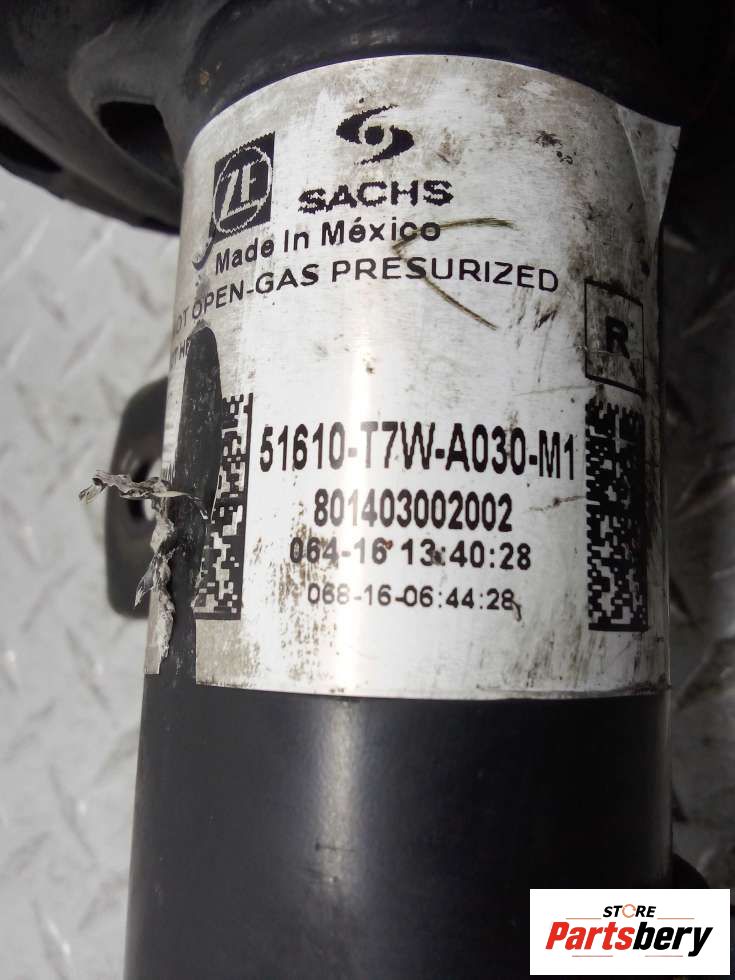 ZF
SACHS
Made In México
OPEN-GAS PRESURIZED
R
51610-T7W-A030-M1
801403002002
064-16 13:40:28
068-16-06:44:28
STORE
Partsbery